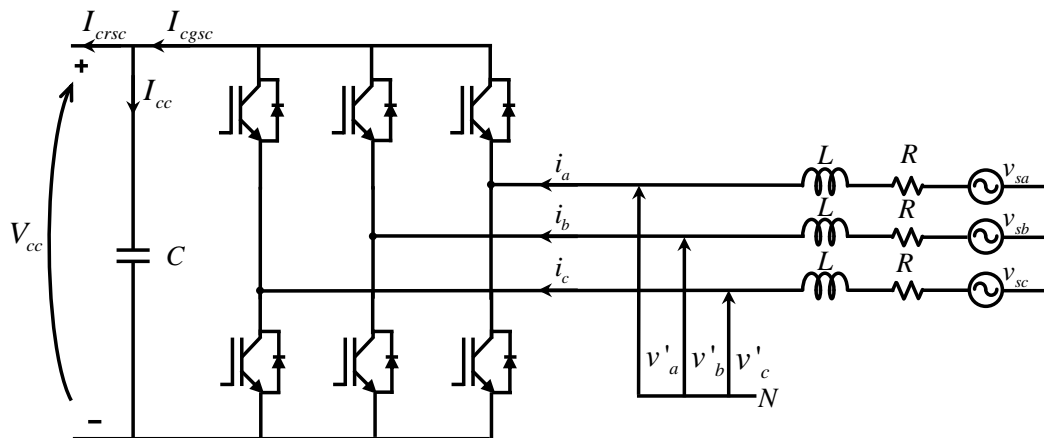 I_crsc I_cgsc
+
I_cc
V_cc
C
-
i_a L R v_sa
i_b L R v_sb
i_c L R v_sc
v'_a v'_b v'_c
N